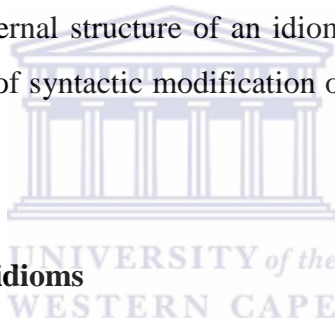 ernal structure of an idiom
of syntactic modification o
UNIVERSITY of the
idioms
WESTERN CAPE